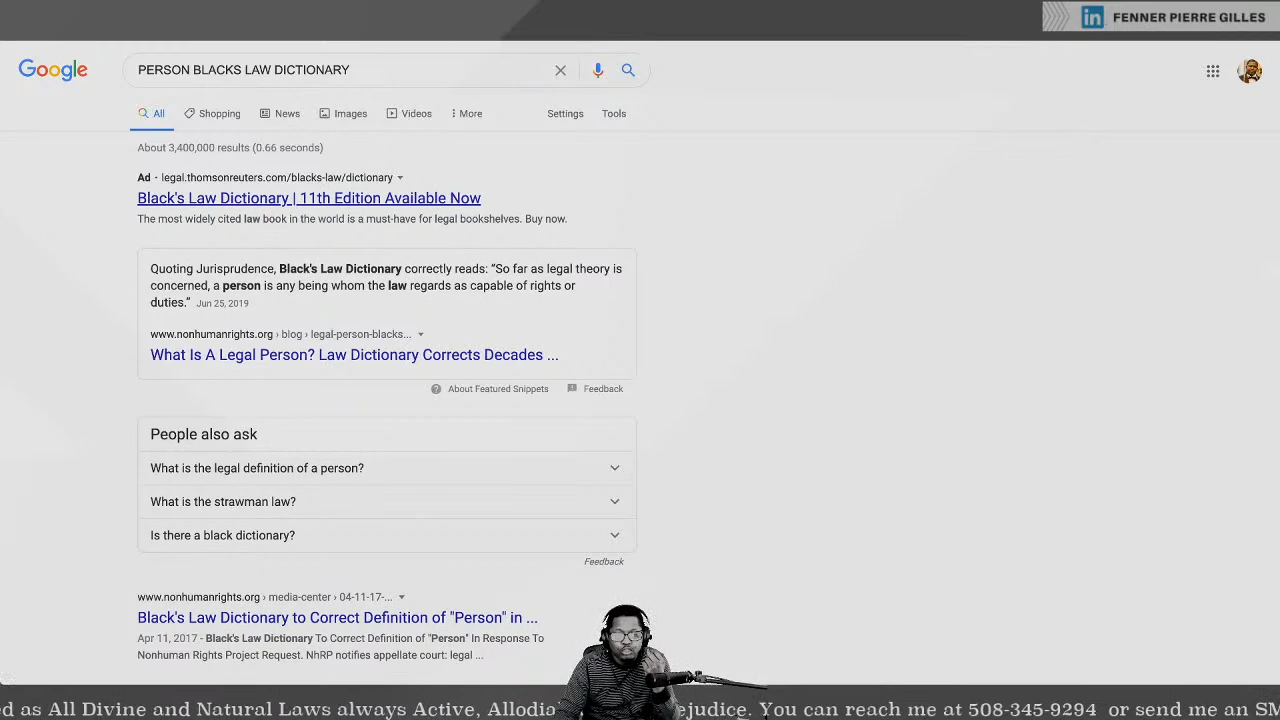 in FENNER PIERRE GILLES
Google PERSON BLACKS LAW DICTIONARY
All Shopping News Images Videos More Settings Tools
About 3,400,000 results (0.66 seconds)
Ad · legal.thomsonreuters.com/blacks-law/dictionary
Black's Law Dictionary | 11th Edition Available Now
The most widely cited law book in the world is a must-have for legal bookshelves. Buy now.
Quoting Jurisprudence, Black's Law Dictionary correctly reads: “So far as legal theory is
concerned, a person is any being whom the law regards as capable of rights or
duties.” Jun 25, 2019
www.nonhumanrights.org › blog › legal-person-blacks...
What Is A Legal Person? Law Dictionary Corrects Decades ...
About Featured Snippets Feedback
People also ask
What is the legal definition of a person?
What is the strawman law?
Is there a black dictionary?
Feedback
www.nonhumanrights.org › media-center › 04-11-17-...
Black's Law Dictionary to Correct Definition of "Person" in ...
Apr 11, 2017 - Black's Law Dictionary To Correct Definition of "Person" In Response To
Nonhuman Rights Project Request. NhRP notifies appellate court: legal ...
ed as All Divine and Natural Laws always Active, Allodia ejudice. You can reach me at 508-345-9294 or send me an SM